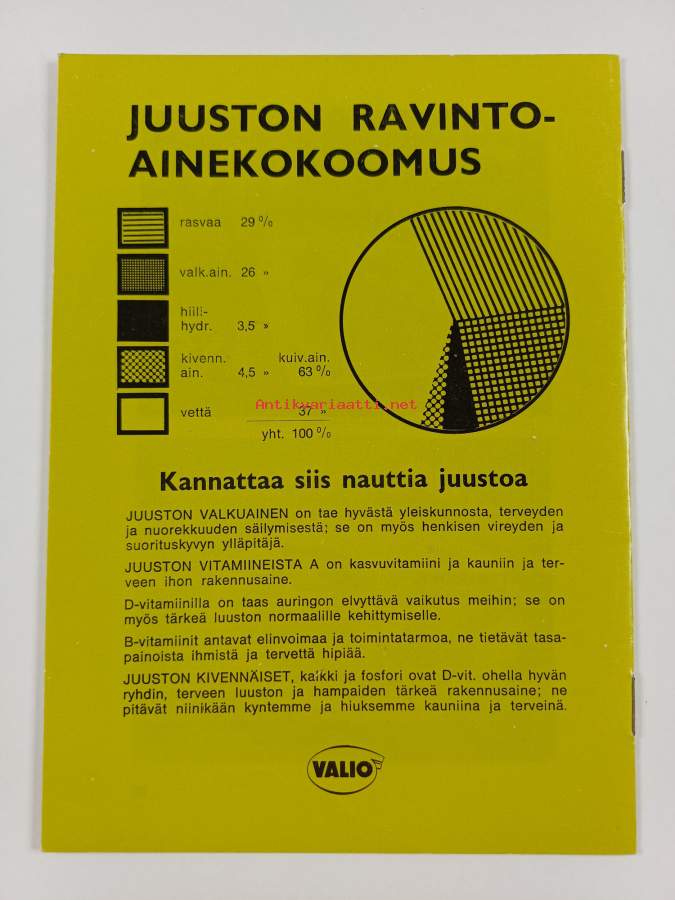 JUUSTON RAVINTO-
AINEKOKOOMUS
rasvaa 29 %
valk.ain. 26 »
hiili-
hydr. 3,5 »
kivenn. kuiv.ain.
ain. 4,5 » 63 %
Antikvariaatti.net
vettä 37 »
yht. 100 %
Kannattaa siis nauttia juustoa
JUUSTON VALKUAINEN on tae hyvästä yleiskunnosta, terveyden
ja nuorekkuuden säilymisestä; se on myös henkisen vireyden ja
suorituskyvyn ylläpitäjä.
JUUSTON VITAMIINEISTA A on kasvuvitamiini ja kauniin ja ter-
veen ihon rakennusaine.
D-vitamiinilla on taas auringon elvyttävä vaikutus meihin; se on
myös tärkeä luuston normaalille kehittymiselle.
B-vitamiinit antavat elinvoimaa ja toimintatarmoa, ne tietävät tasa-
painoista ihmistä ja tervettä hipiää.
JUUSTON KIVENNÄISET, kalkki ja fosfori ovat D-vit. ohella hyvän
ryhdin, terveen luuston ja hampaiden tärkeä rakennusaine; ne
pitävät niinikään kyntemme ja hiuksemme kauniina ja terveinä.
VALIO